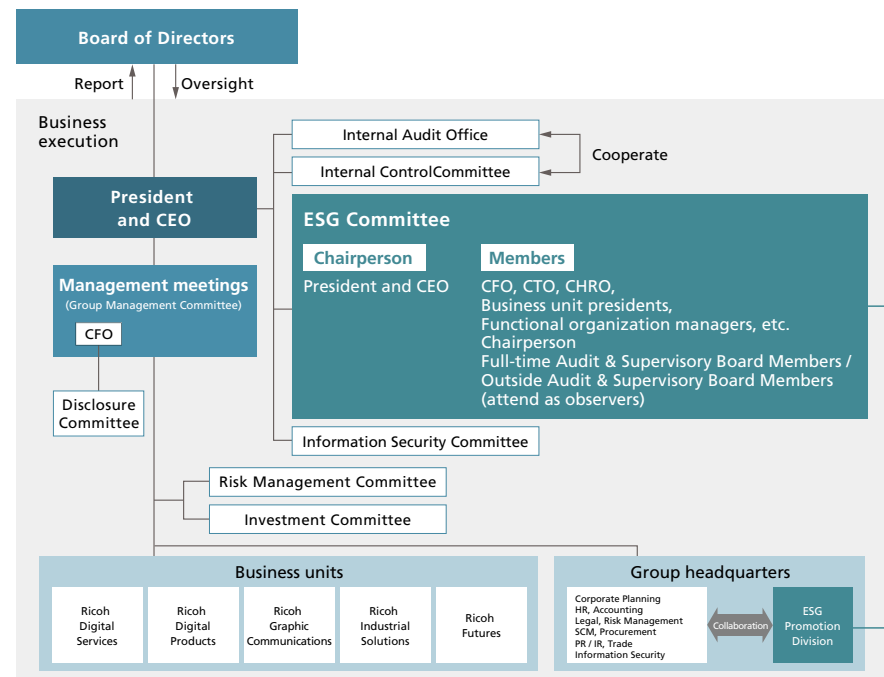 Board of Directors
Report
Oversight
Business
execution
Internal Audit Office
Internal ControlCommittee
Cooperate
President
and CEO
ESG Committee
Chairperson
President and CEO
Members
CFO, CTO, CHRO,
Business unit presidents,
Functional organization managers, etc.
Chairperson
Full-time Audit & Supervisory Board Members /
Outside Audit & Supervisory Board Members
(attend as observers)
Management meetings
(Group Management Committee)
CFO
Disclosure
Committee
Information Security Committee
Risk Management Committee
Investment Committee
Business units
Ricoh
Digital
Services
Ricoh
Digital
Products
Ricoh
Graphic
Communications
Ricoh
Industrial
Solutions
Ricoh
Futures
Group headquarters
Corporate Planning
HR, Accounting
Legal, Risk Management
SCM, Procurement
PR / IR, Trade
Information Security
Collaboration
ESG
Promotion
Division